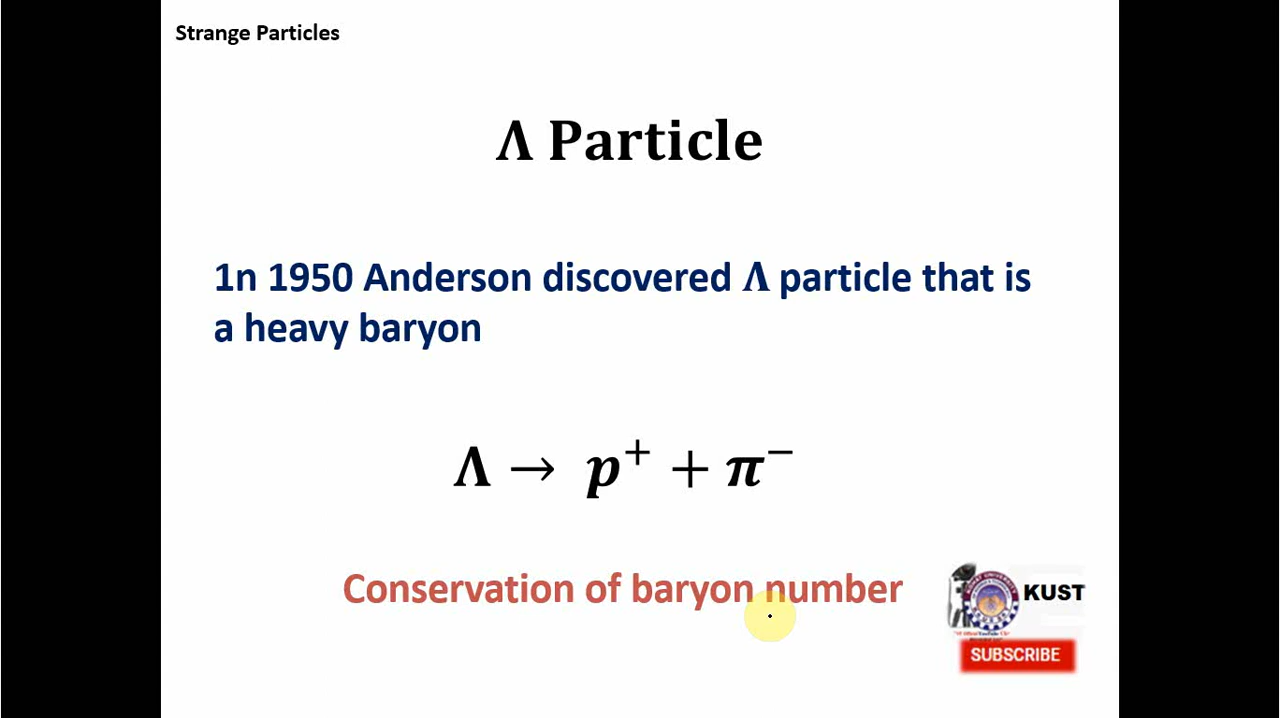 Strange Particles
Λ Particle
1n 1950 Anderson discovered Λ particle that is
a heavy baryon
Λ → p⁺ + π⁻
Conservation of baryon number
KUST
SUBSCRIBE